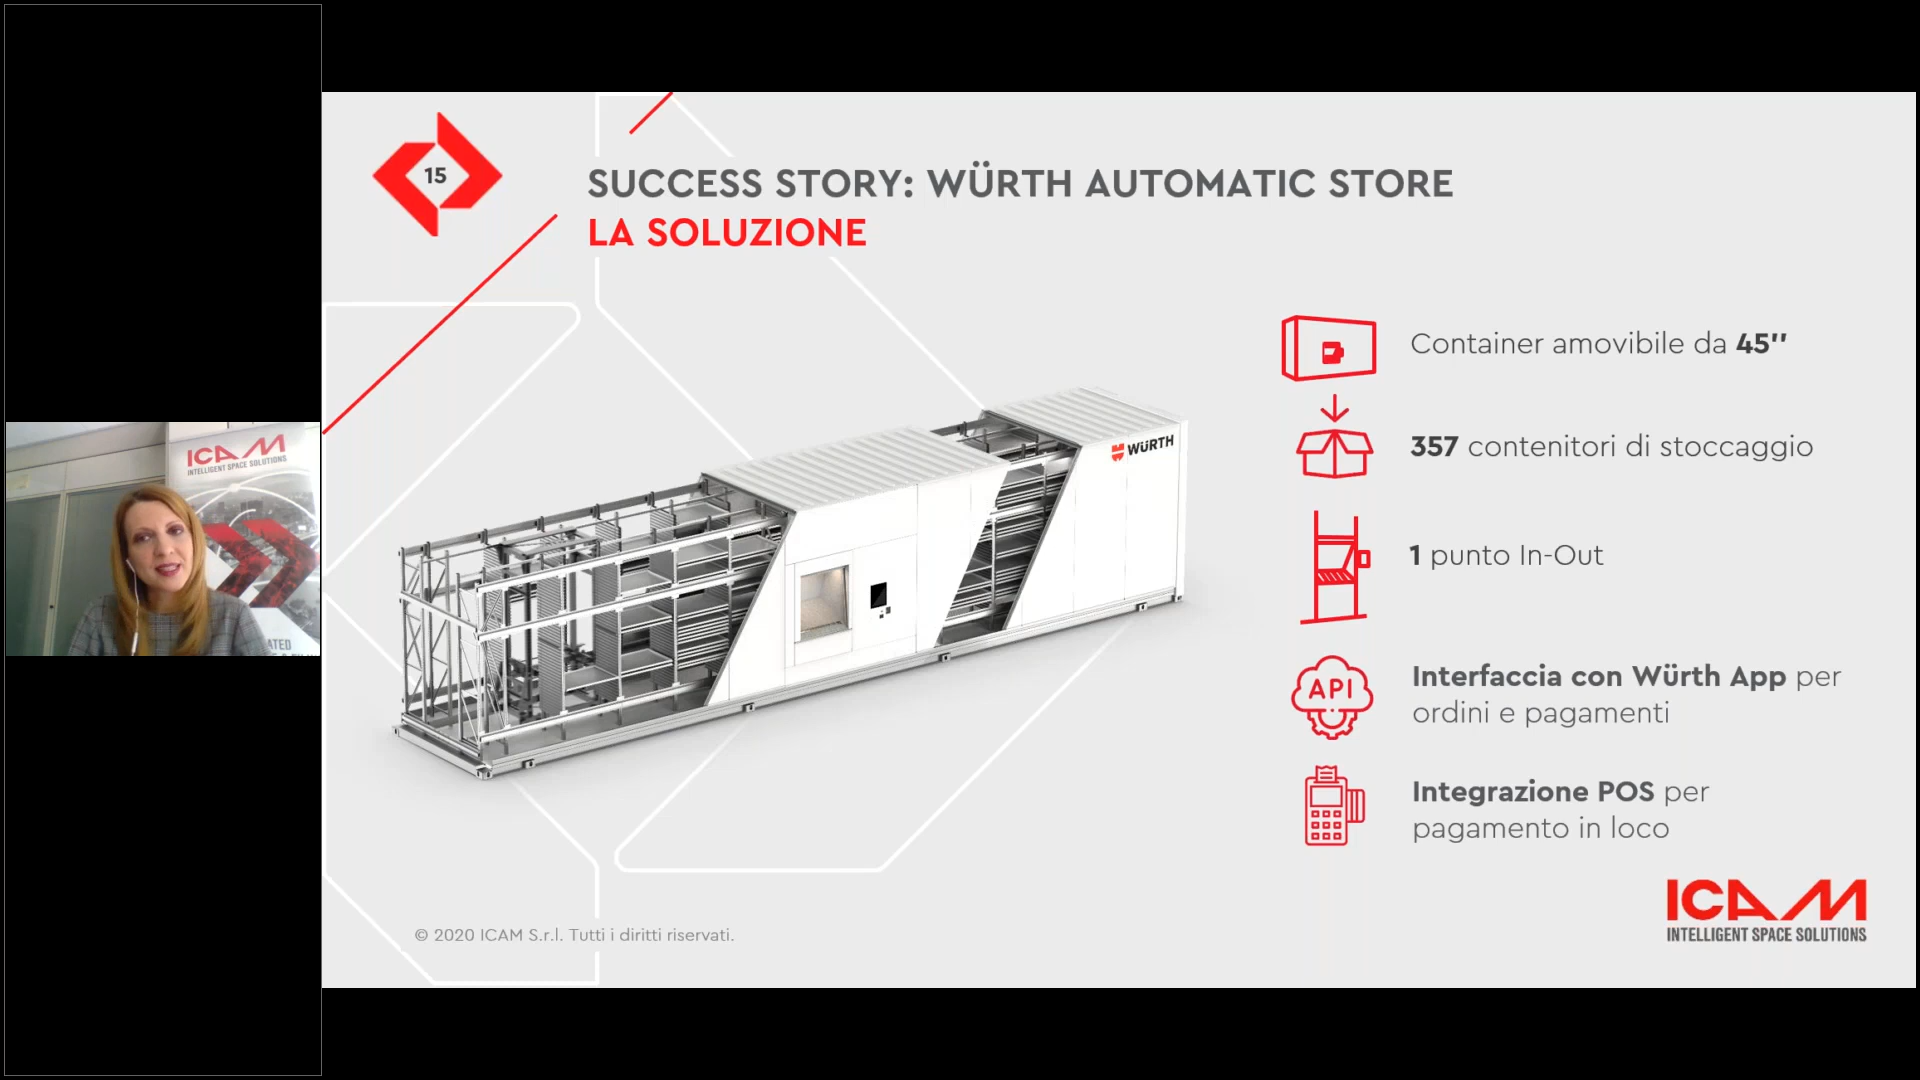 15
SUCCESS STORY: WÜRTH AUTOMATIC STORE
LA SOLUZIONE
WÜRTH
Container amovibile da 45''
357 contenitori di stoccaggio
1 punto In-Out
API
Interfaccia con Würth App per
ordini e pagamenti
Integrazione POS per
pagamento in loco
ICAM
INTELLIGENT SPACE SOLUTIONS
© 2020 ICAM S.r.l. Tutti i diritti riservati.
ICAM
INTELLIGENT SPACE SOLUTIONS